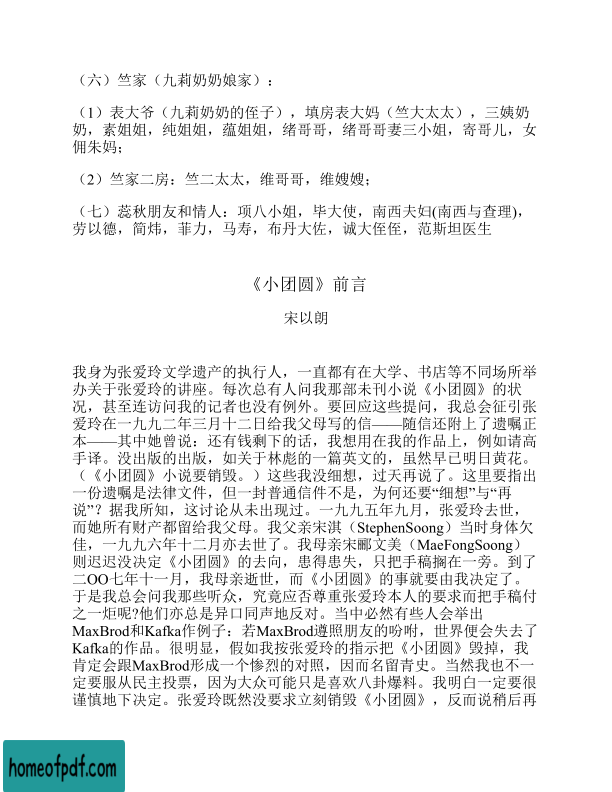 （六）竺家（九莉奶奶娘家）：
（1）表大爷（九莉奶奶的侄子），填房表大妈（竺大太太），三姨奶
奶，素姐姐，纯姐姐，蕴姐姐，绪哥哥，绪哥哥妻三小姐，寄哥儿，女
佣朱妈；
（2）竺家二房：竺二太太，维哥哥，维嫂嫂；
（七）蕊秋朋友和情人：项八小姐，毕大使，南西夫妇(南西与查理)，
劳以德，简炜，菲力，马寿，布丹大佐，诚大侄侄，范斯坦医生
《小团圆》前言
宋以朗
我身为张爱玲文学遗产的执行人，一直都有在大学、书店等不同场所举
办关于张爱玲的讲座。每次总有人问我那部未刊小说《小团圆》的状
况，甚至连访问我的记者也没有例外。要回应这些提问，我总会征引张
爱玲在一九九二年三月十二日给我父母写的信——随信还附上了遗嘱正
本——其中她曾说：还有钱剩下的话，我想用在我的作品上，例如请高
手译。没出版的出版，如关于林彪的一篇英文的，虽然早已明日黄花。
（《小团圆》小说要销毁。）这些我没细想，过天再说了。这里要指出
一份遗嘱是法律文件，但一封普通信件不是，为何还要“细想”与“再
说”？据我所知，这讨论从未出现过。一九九五年九月，张爱玲去世，
而她所有财产都留给我父母。我父亲宋淇（StephenSoong）当时身体欠
佳，一九九六年十二月亦去世了。我母亲宋邝文美（MaeFongSoong）
则迟迟没决定《小团圆》的去向，患得患失，只把手稿搁在一旁。到了
二OO七年十一月，我母亲逝世，而《小团圆》的事就要由我决定了。
于是我总会问我那些听众，究竟应否尊重张爱玲本人的要求而把手稿付
之一炬呢?他们亦总是异口同声地反对。当中必然有些人会举出
MaxBrod和Kafka作例子：若MaxBrod遵照朋友的吩咐，世界便会失去了
Kafka的作品。很明显，假如我按张爱玲的指示把《小团圆》毁掉，我
肯定会跟MaxBrod形成一个惨烈的对照，因而名留青史。当然我也不一
定要服从民主投票，因为大众可能只是喜欢八卦爆料。我明白一定要很
谨慎地下决定。张爱玲既然没要求立刻销毁《小团圆》，反而说稍后再
homeofpdf.com